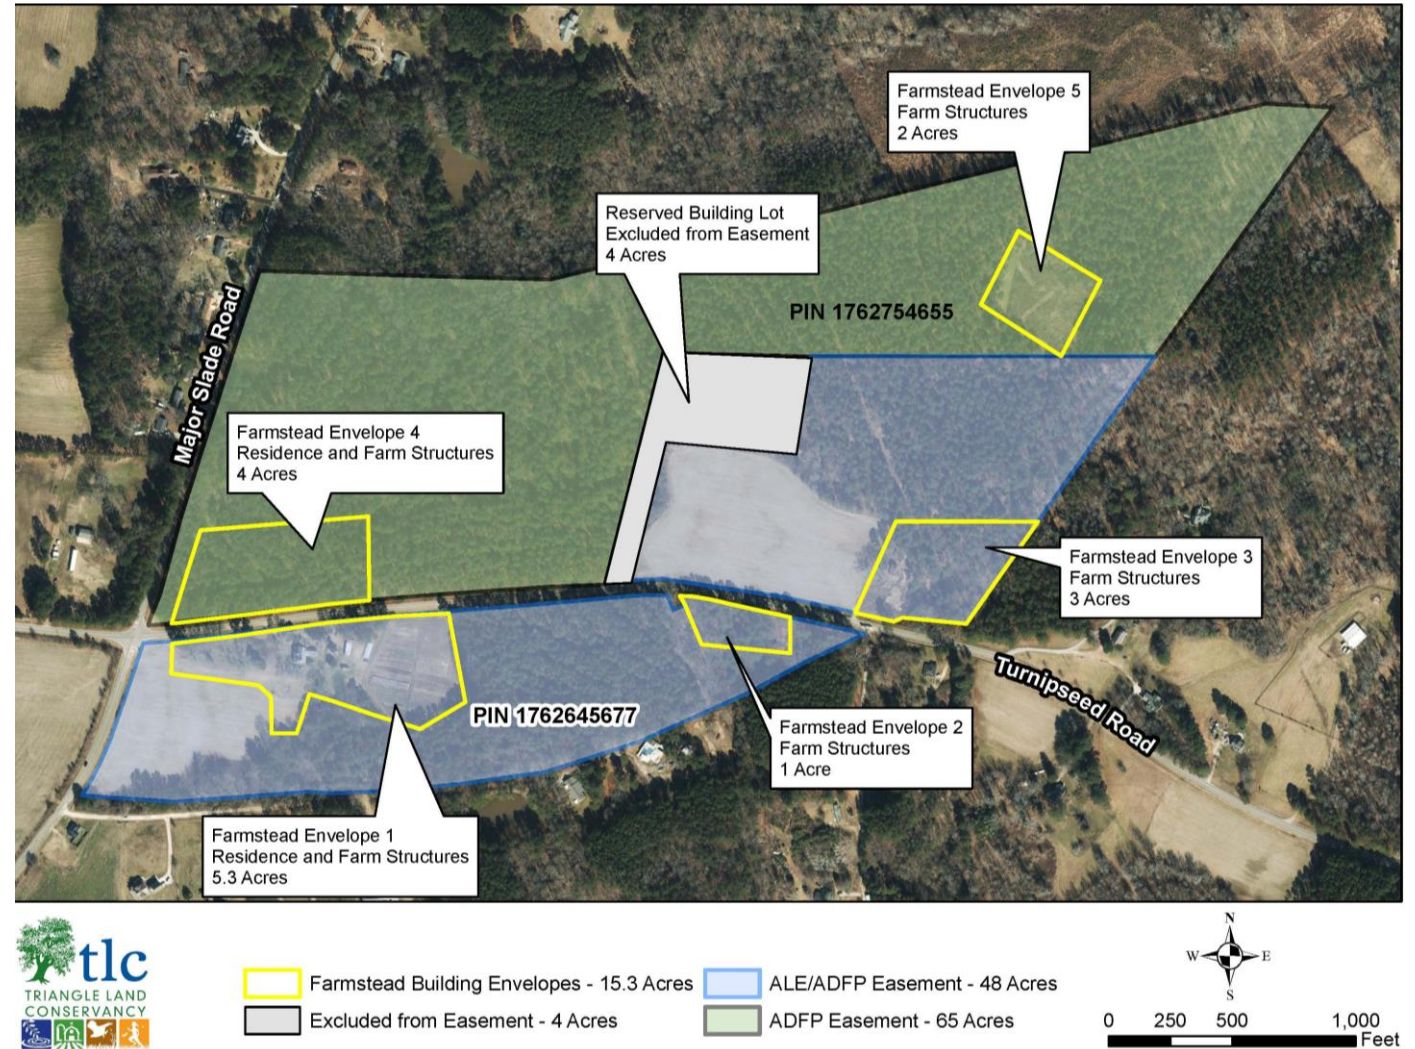 Farmstead Envelope 5
Farm Structures
2 Acres
Reserved Building Lot
Excluded from Easement
4 Acres
PIN 1762754655
Major Slade Road
Farmstead Envelope 4
Residence and Farm Structures
4 Acres
Farmstead Envelope 3
Farm Structures
3 Acres
Turnipseed Road
PIN 1762645677
Farmstead Envelope 2
Farm Structures
1 Acre
Farmstead Envelope 1
Residence and Farm Structures
5.3 Acres
tlc
TRIANGLE LAND
CONSERVANCY
Farmstead Building Envelopes - 15.3 Acres
Excluded from Easement - 4 Acres
ALE/ADFP Easement - 48 Acres
ADFP Easement - 65 Acres
N
W E
S
0 250 500 1,000
Feet